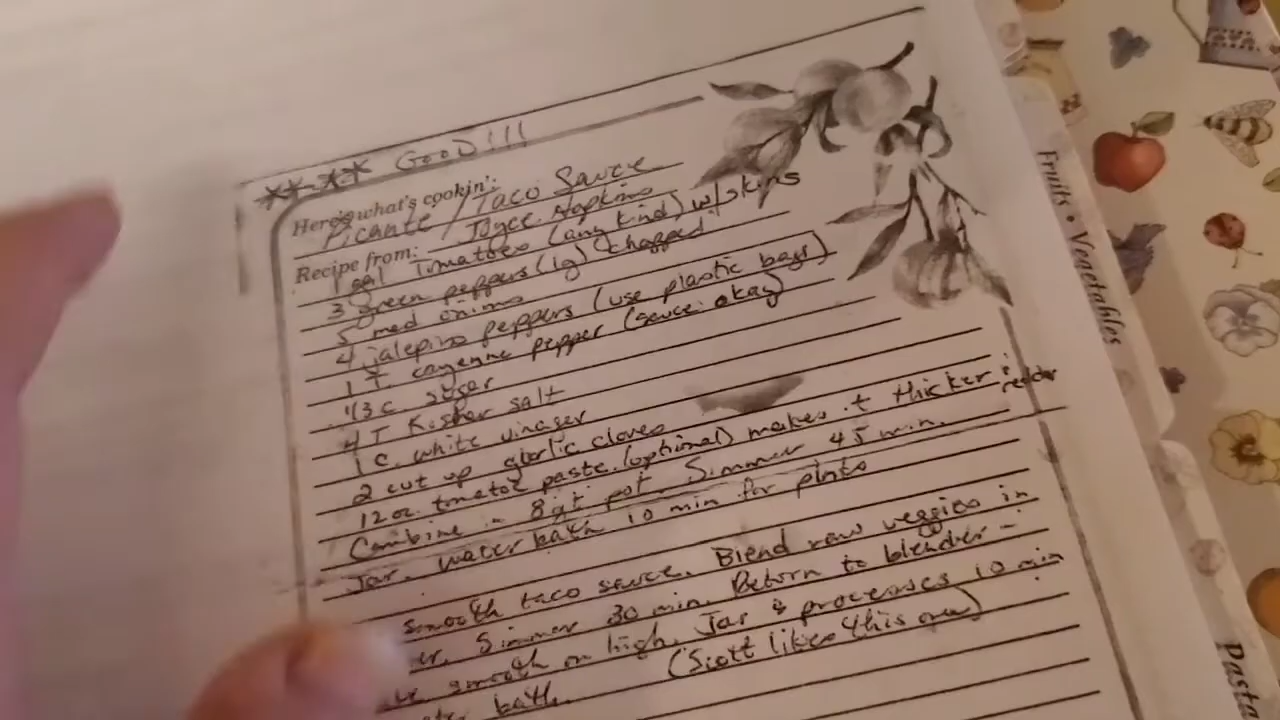 **-** GooD!!!
Here's what's cookin':
Picante / Taco Sauce
Recipe from: Joyce Hopkins
1 gal Tomatoes (any kind) w/skins
3 green peppers (lg) chopped
5 med onions
4 jalepino peppers (use plastic bags)
1 T. cayenne pepper (sauce okay)
1/3 c. sugar
4 T Kosher salt
1 c. white vinager
2 cut up garlic cloves
12 oz. tomatoe paste (optional) makes it thicker & redder
Combine in 8 qt pot Simmer 45 min.
Jar. water bath 10 min for pints
smooth taco sauce. Blend raw veggies in
er. Simmer 30 min. Return to blender -
smooth on high. Jar & processes 10 min
bath. (Scott likes this one)
Fruits • Vegetables
Pasta